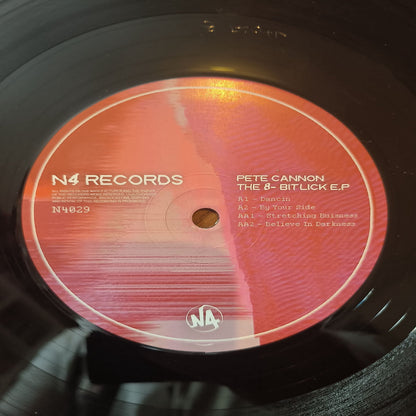 N4 RECORDS
N4029
PETE CANNON
THE 8- BITLICK E.P
A1 - Dancin
A2 - By Your Side
AA1 - Stretching Buisness
AA2 - Believe In Darkness
N4